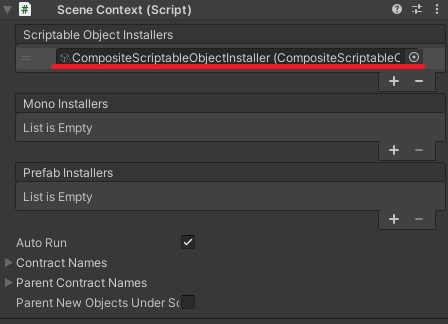 Scene Context (Script)
Scriptable Object Installers
CompositeScriptableObjectInstaller (CompositeScriptableO
Mono Installers
List is Empty
Prefab Installers
List is Empty
Auto Run
Contract Names
Parent Contract Names
Parent New Objects Under Sc